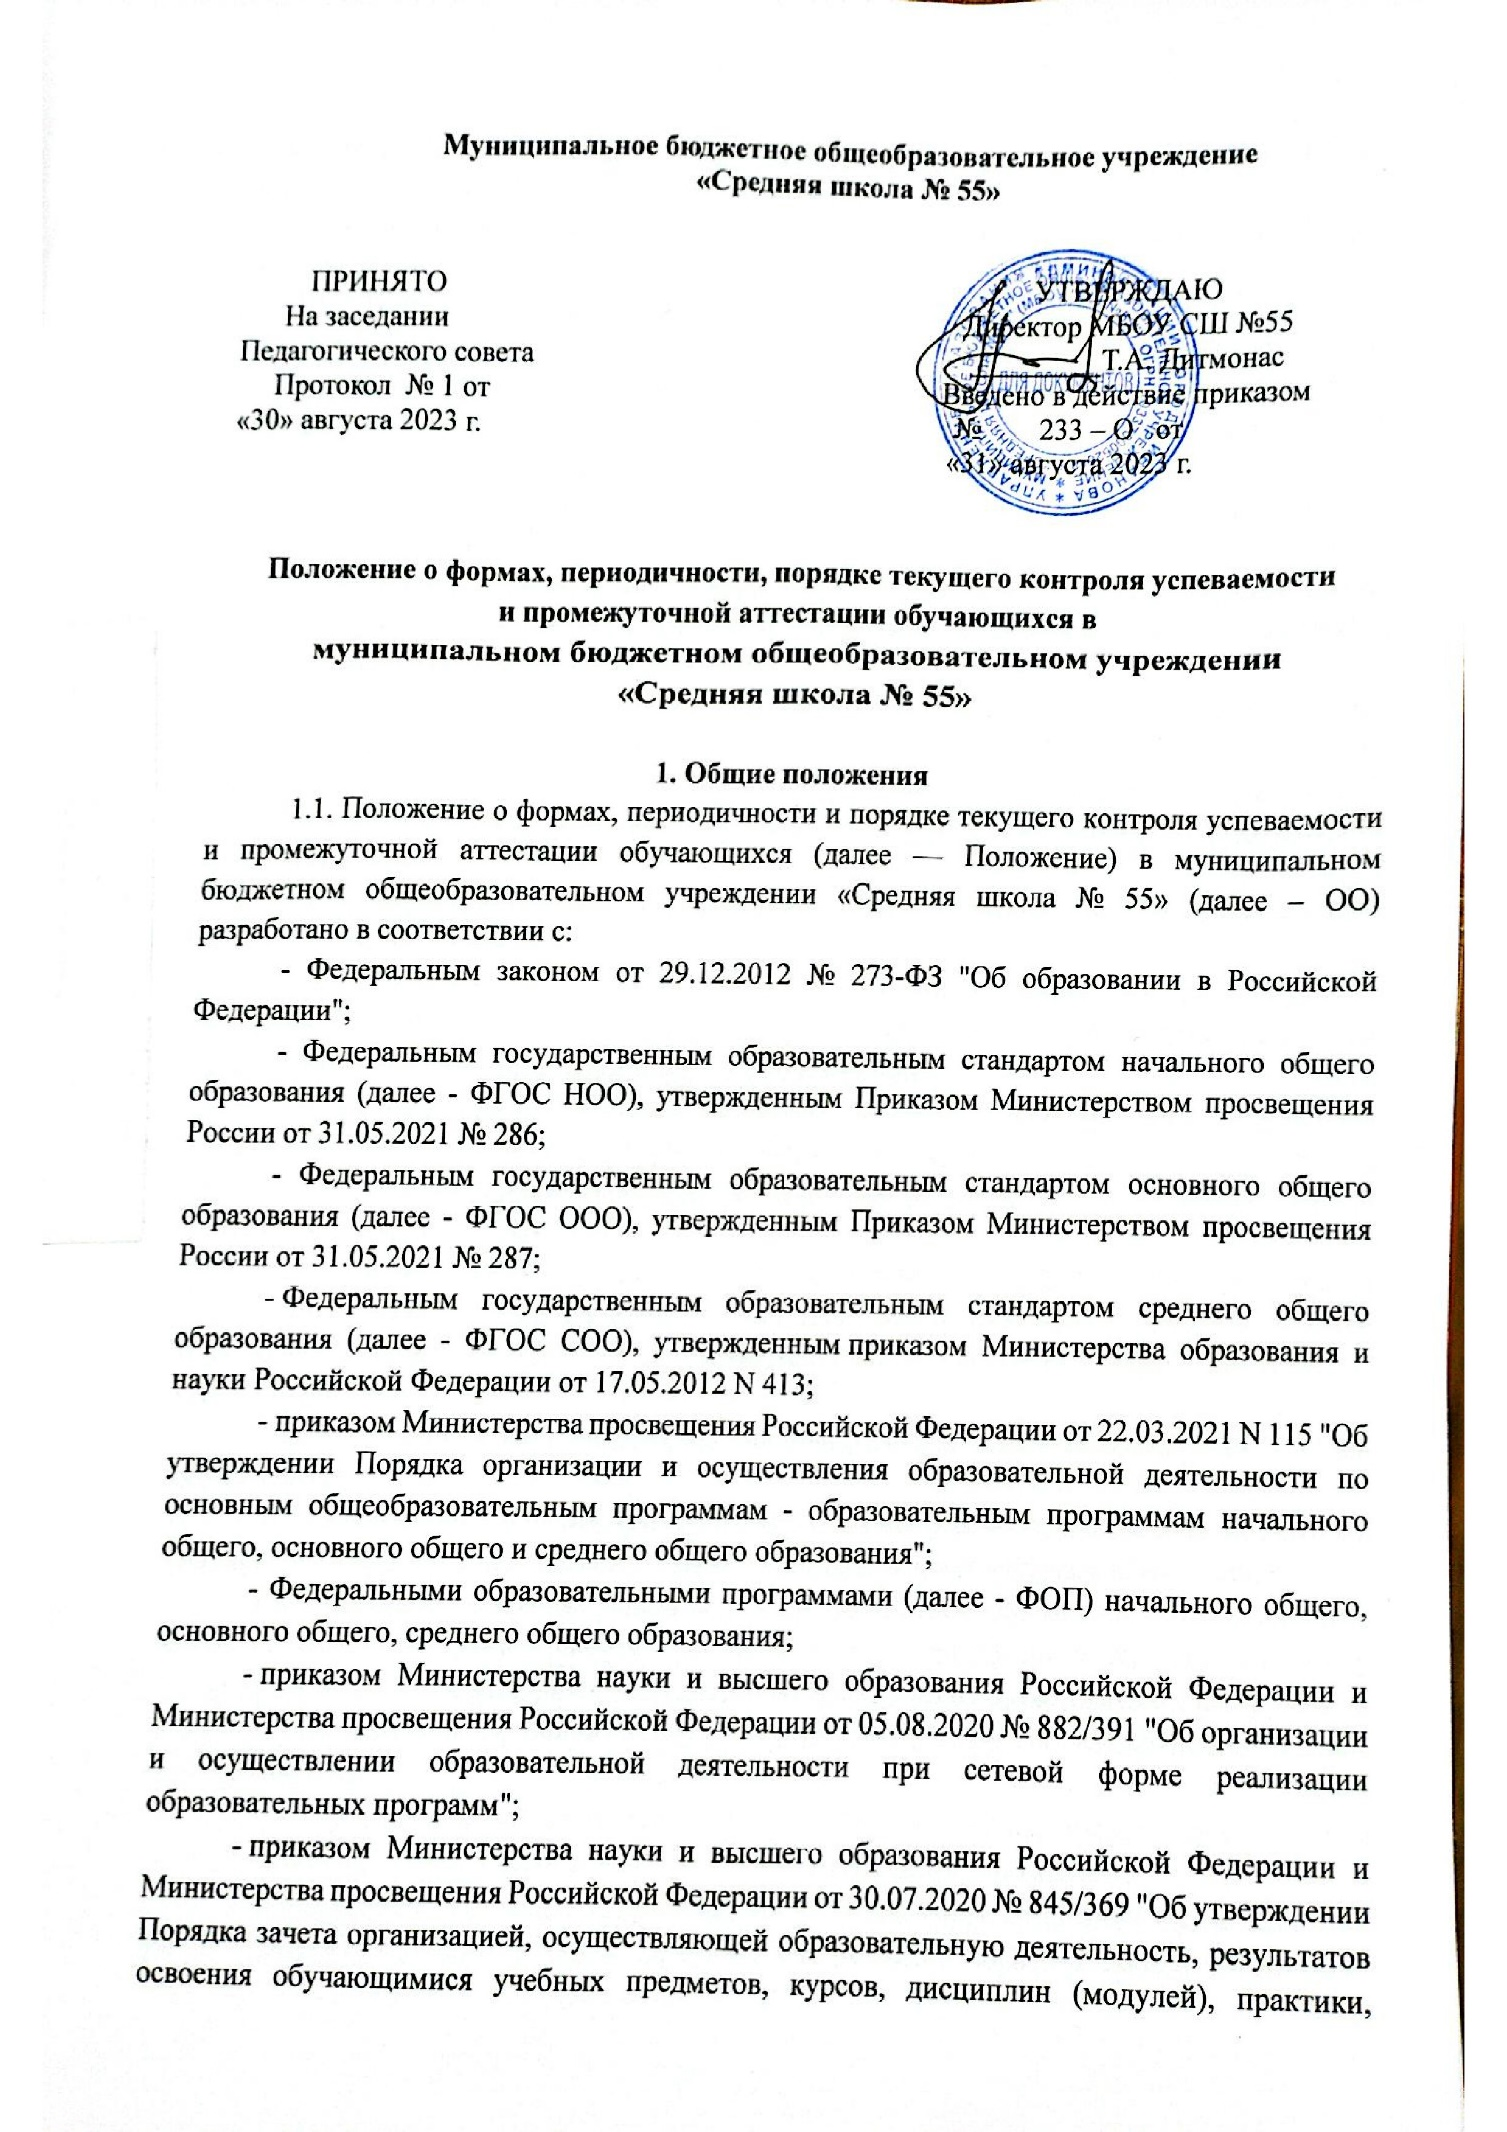 Муниципальное бюджетное общеобразовательное учреждение
«Средняя школа № 55»
ПРИНЯТО
На заседании
Педагогического совета
Протокол № 1 от
«30» августа 2023 г.
УТВЕРЖДАЮ
Директор МБОУ СШ №55
Т.А. Дитмонас
Введено в действие приказом
№ 233 – О от
«31» августа 2023 г.
ДЛЯ ДОКУМЕНТОВ
Положение о формах, периодичности, порядке текущего контроля успеваемости
и промежуточной аттестации обучающихся в
муниципальном бюджетном общеобразовательном учреждении
«Средняя школа № 55»
1. Общие положения
1.1. Положение о формах, периодичности и порядке текущего контроля успеваемости
и промежуточной аттестации обучающихся (далее — Положение) в муниципальном
бюджетном общеобразовательном учреждении «Средняя школа № 55» (далее – ОО)
разработано в соответствии с:
- Федеральным законом от 29.12.2012 № 273-ФЗ "Об образовании в Российской
Федерации";
- Федеральным государственным образовательным стандартом начального общего
образования (далее - ФГОС НОО), утвержденным Приказом Министерством просвещения
России от 31.05.2021 № 286;
- Федеральным государственным образовательным стандартом основного общего
образования (далее - ФГОС ООО), утвержденным Приказом Министерством просвещения
России от 31.05.2021 № 287;
- Федеральным государственным образовательным стандартом среднего общего
образования (далее - ФГОС СОО), утвержденным приказом Министерства образования и
науки Российской Федерации от 17.05.2012 N 413;
- приказом Министерства просвещения Российской Федерации от 22.03.2021 N 115 "Об
утверждении Порядка организации и осуществления образовательной деятельности по
основным общеобразовательным программам - образовательным программам начального
общего, основного общего и среднего общего образования";
- Федеральными образовательными программами (далее - ФОП) начального общего,
основного общего, среднего общего образования;
- приказом Министерства науки и высшего образования Российской Федерации и
Министерства просвещения Российской Федерации от 05.08.2020 № 882/391 "Об организации
и осуществлении образовательной деятельности при сетевой форме реализации
образовательных программ";
- приказом Министерства науки и высшего образования Российской Федерации и
Министерства просвещения Российской Федерации от 30.07.2020 № 845/369 "Об утверждении
Порядка зачета организацией, осуществляющей образовательную деятельность, результатов
освоения обучающимися учебных предметов, курсов, дисциплин (модулей), практики,